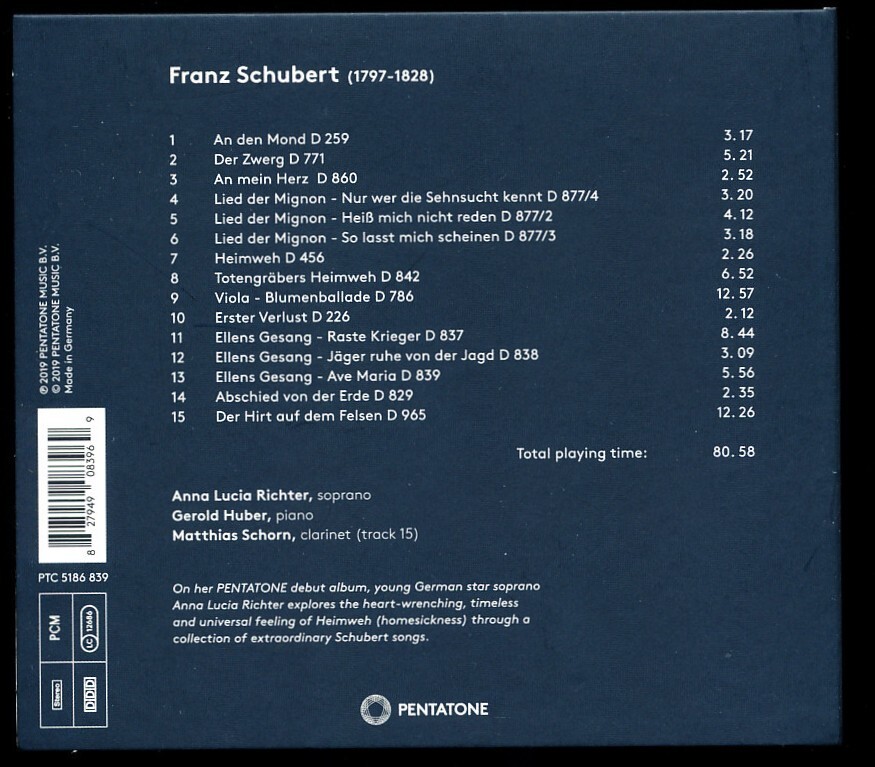 Franz Schubert (1797-1828)
1 An den Mond D 259 3.17
2 Der Zwerg D 771 5.21
3 An mein Herz D 860 2.52
4 Lied der Mignon - Nur wer die Sehnsucht kennt D 877/4 3.20
5 Lied der Mignon - Heiß mich nicht reden D 877/2 4.12
6 Lied der Mignon - So lasst mich scheinen D 877/3 3.18
7 Heimweh D 456 2.26
8 Totengräbers Heimweh D 842 6.52
9 Viola - Blumenballade D 786 12.57
10 Erster Verlust D 226 2.12
11 Ellens Gesang - Raste Krieger D 837 8.44
12 Ellens Gesang - Jäger ruhe von der Jagd D 838 3.09
13 Ellens Gesang - Ave Maria D 839 5.56
14 Abschied von der Erde D 829 2.35
15 Der Hirt auf dem Felsen D 965 12.26
Total playing time: 80.58
Anna Lucia Richter, soprano
Gerold Huber, piano
Matthias Schorn, clarinet (track 15)
On her PENTATONE debut album, young German star soprano
Anna Lucia Richter explores the heart-wrenching, timeless
and universal feeling of Heimweh (homesickness) through a
collection of extraordinary Schubert songs.
PENTATONE
℗ 2019 PENTATONE MUSIC B.V.
© 2019 PENTATONE MUSIC B.V.
Made in Germany
8 27949 08396 9
PTC 5186 839
PCM
LC 12686
Stereo
DDD